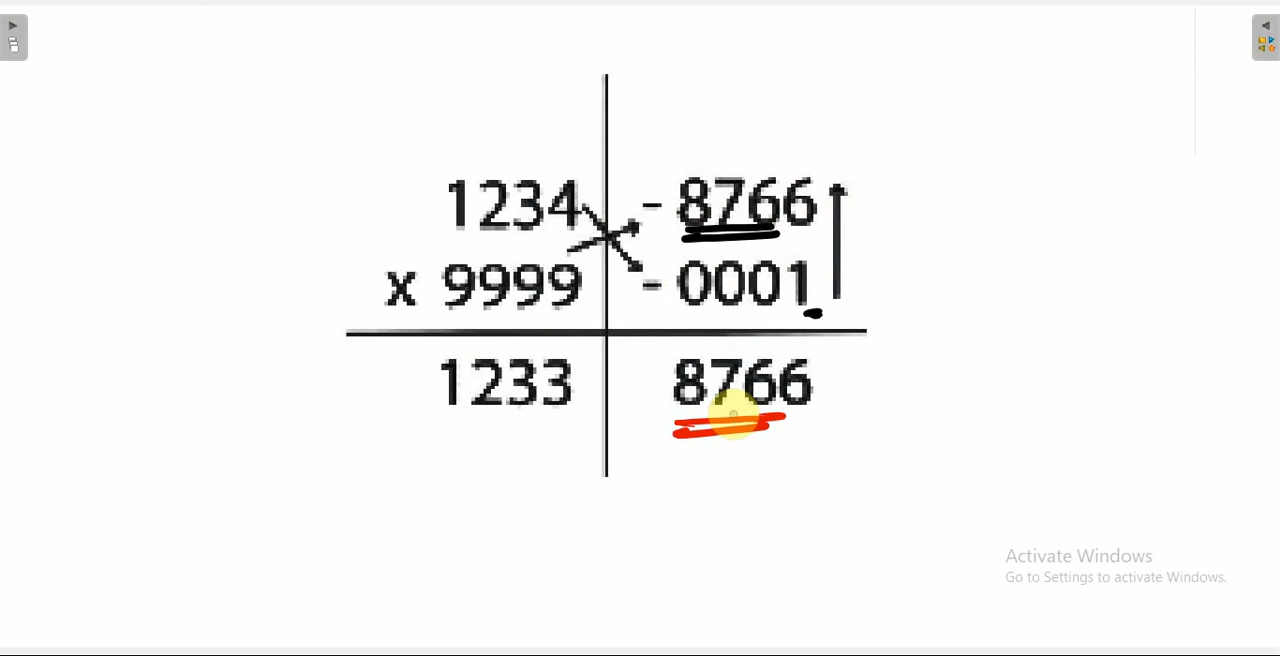 1234 - 8766
x 9999 - 0001
1233 8766
Activate Windows
Go to Settings to activate Windows.